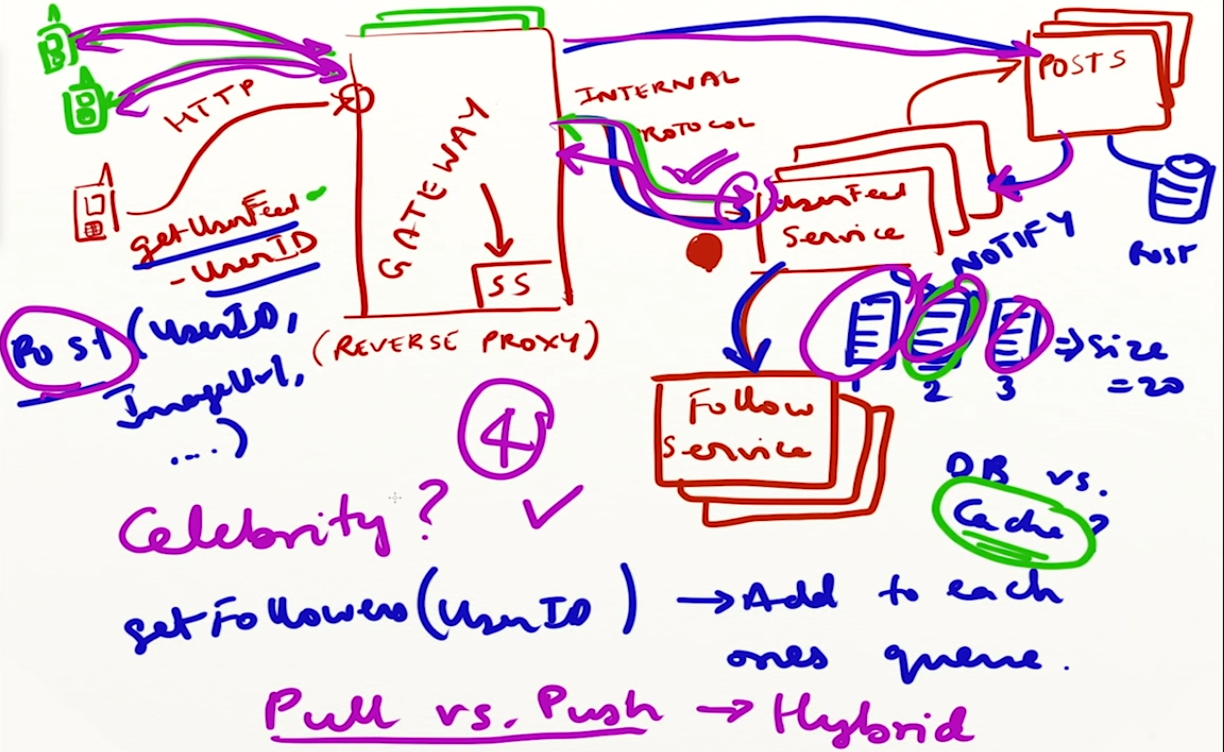 HTTP
getUserFeed
- UserID
Post (UserID,
ImageUrl,
...)
GATEWAY
SS
(REVERSE PROXY)
INTERNAL
PROTOCOL
POSTS
UserFeed
Service
NOTIFY
Post
1 2 3
⇒ size
= 20
Follow
Service
4
DB vs.
Cache?
Celebrity?
getFollowers(UserID) → Add to each
ones queue.
Pull vs. Push → Hybrid